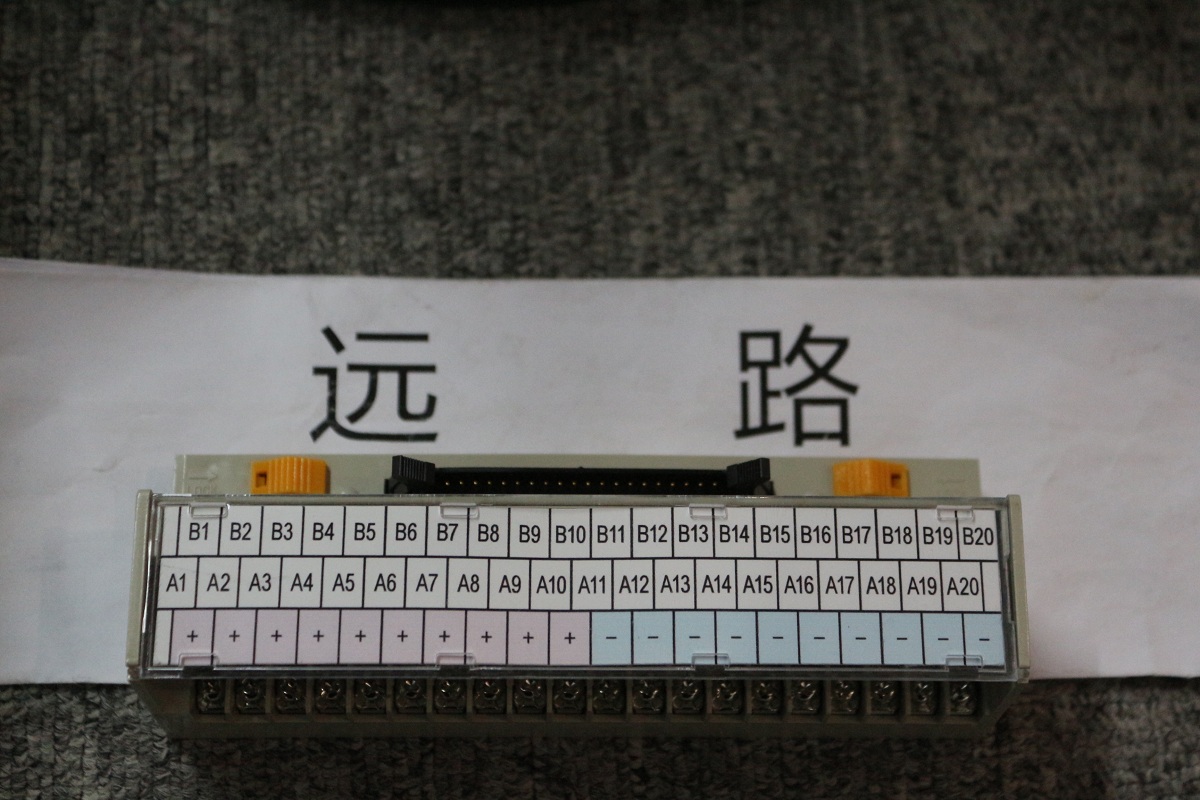 远 路
LOCK
B1 B2 B3 B4 B5 B6 B7 B8 B9 B10 B11 B12 B13 B14 B15 B16 B17 B18 B19 B20
A1 A2 A3 A4 A5 A6 A7 A8 A9 A10 A11 A12 A13 A14 A15 A16 A17 A18 A19 A20
+ + + + + + + + + + − − − − − − − − − −